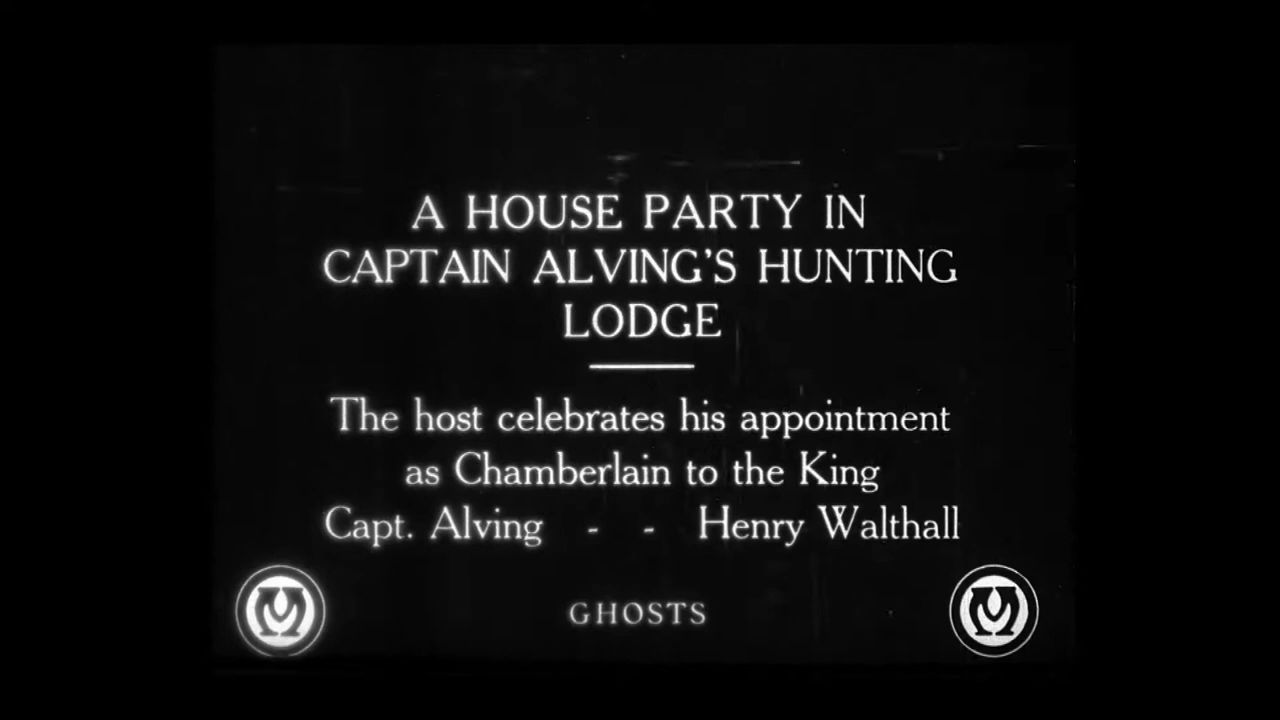 A HOUSE PARTY IN
CAPTAIN ALVING'S HUNTING
LODGE
The host celebrates his appointment
as Chamberlain to the King
Capt. Alving - - Henry Walthall
GHOSTS